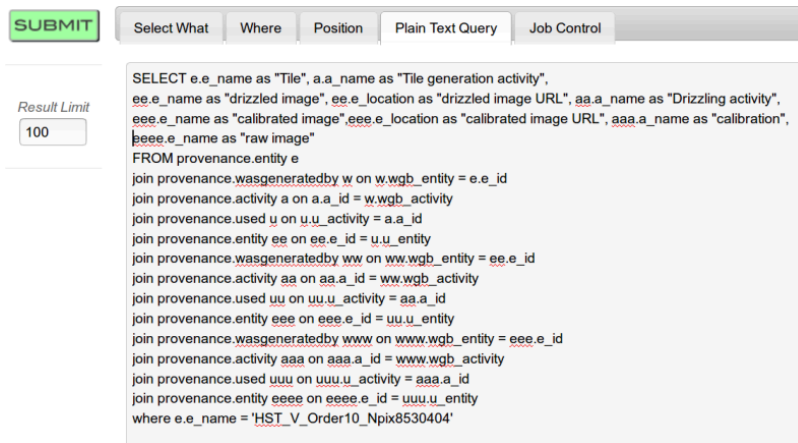 SUBMIT
Select What
Where
Position
Plain Text Query
Job Control
Result Limit
100
SELECT e.e_name as "Tile", a.a_name as "Tile generation activity",
ee.e_name as "drizzled image", ee.e_location as "drizzled image URL", aa.a_name as "Drizzling activity",
eee.e_name as "calibrated image",eee.e_location as "calibrated image URL", aaa.a_name as "calibration",
eeee.e_name as "raw image"
FROM provenance.entity e
join provenance.wasgeneratedby w on w.wgb_entity = e.e_id
join provenance.activity a on a.a_id = w.wgb_activity
join provenance.used u on u.u_activity = a.a_id
join provenance.entity ee on ee.e_id = u.u_entity
join provenance.wasgeneratedby ww on ww.wgb_entity = ee.e_id
join provenance.activity aa on aa.a_id = ww.wgb_activity
join provenance.used uu on uu.u_activity = aa.a_id
join provenance.entity eee on eee.e_id = uu.u_entity
join provenance.wasgeneratedby www on www.wgb_entity = eee.e_id
join provenance.activity aaa on aaa.a_id = www.wgb_activity
join provenance.used uuu on uuu.u_activity = aaa.a_id
join provenance.entity eeee on eeee.e_id = uuu.u_entity
where e.e_name = 'HST_V_Order10_Npix8530404'